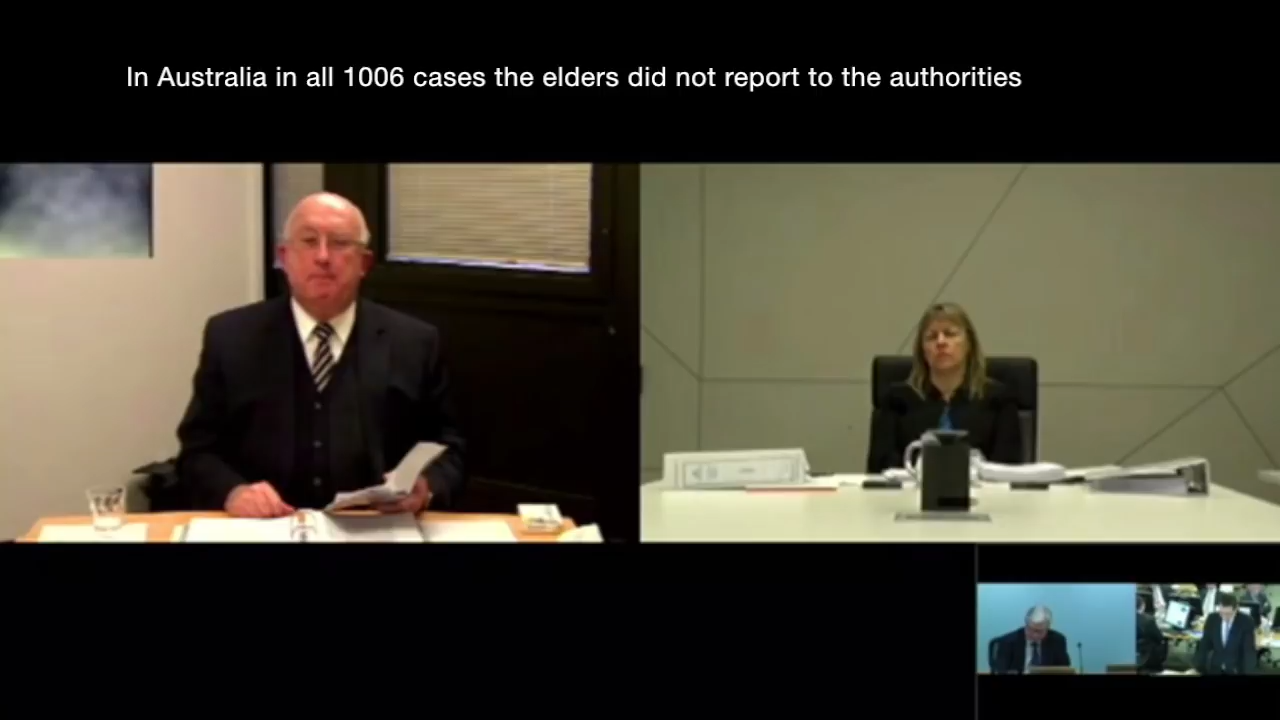 In Australia in all 1006 cases the elders did not report to the authorities